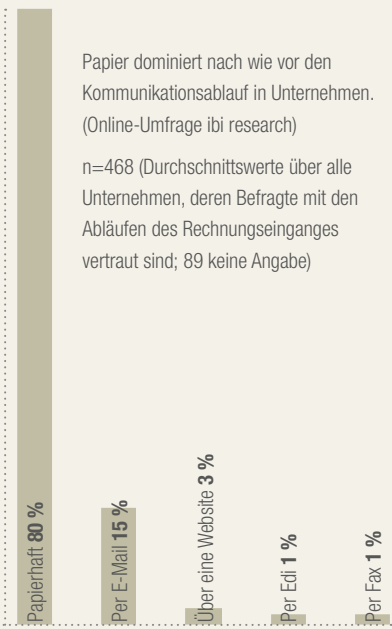 Papier dominiert nach wie vor den
Kommunikationsablauf in Unternehmen.
(Online-Umfrage ibi research)
n=468 (Durchschnittswerte über alle
Unternehmen, deren Befragte mit den
Abläufen des Rechnungseinganges
vertraut sind; 89 keine Angabe)
Papierhaft 80 %
Per E-Mail 15 %
Über eine Website 3 %
Per Edi 1 %
Per Fax 1 %